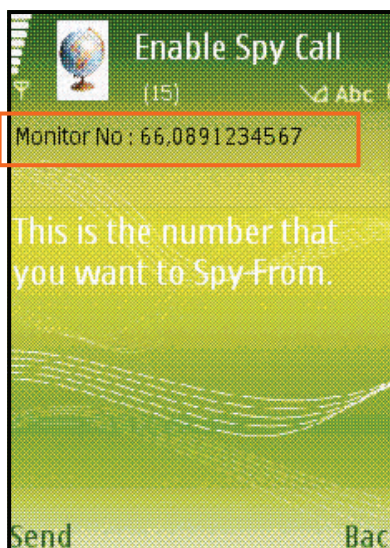 Enable Spy Call
(15) Abc
Monitor No : 66,0891234567
This is the number that
you want to Spy-From.
Send Bac